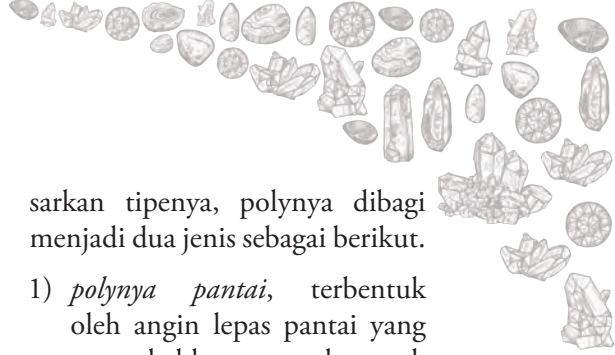 sarkan tipenya, polynya dibagi
menjadi dua jenis sebagai berikut.
1) polynya pantai, terbentuk
oleh angin lepas pantai yang